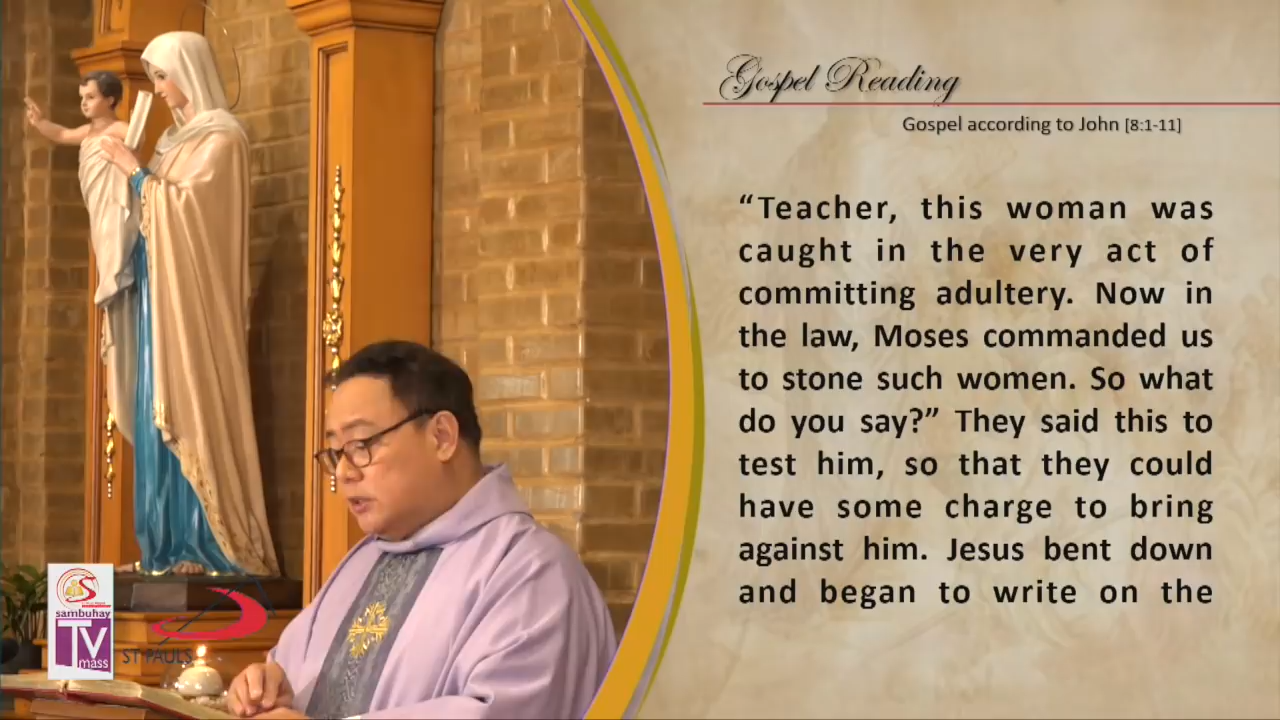 Gospel Reading
Gospel according to John [8:1-11]
“Teacher, this woman was
caught in the very act of
committing adultery. Now in
the law, Moses commanded us
to stone such women. So what
do you say?” They said this to
test him, so that they could
have some charge to bring
against him. Jesus bent down
and began to write on the
sambuhay
TV
mass
ST PAULS